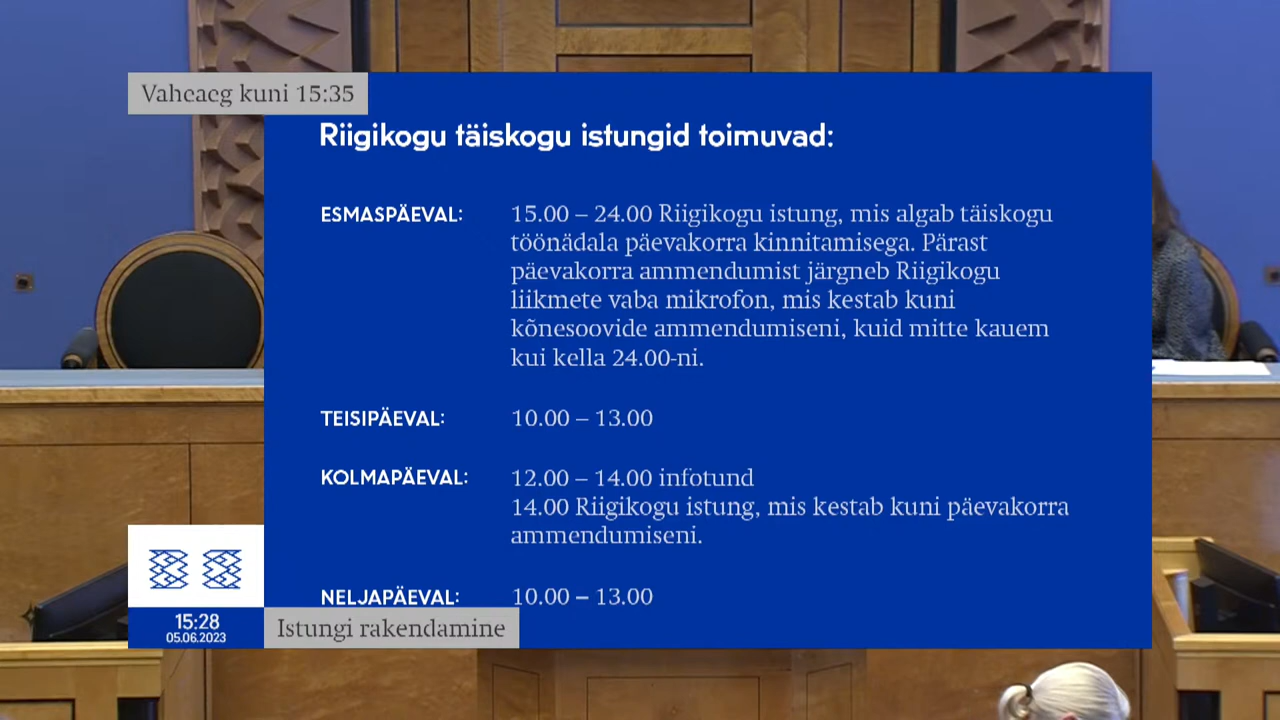 Vaheaeg kuni 15:35
Riigikogu täiskogu istungid toimuvad:
ESMASPÄEVAL:
15.00 – 24.00 Riigikogu istung, mis algab täiskogu
töönädala päevakorra kinnitamisega. Pärast
päevakorra ammendumist järgneb Riigikogu
liikmete vaba mikrofon, mis kestab kuni
kõnesoovide ammendumiseni, kuid mitte kauem
kui kella 24.00-ni.
TEISIPÄEVAL:
10.00 – 13.00
KOLMAPÄEVAL:
12.00 – 14.00 infotund
14.00 Riigikogu istung, mis kestab kuni päevakorra
ammendumiseni.
NELJAPÄEVAL:
10.00 – 13.00
15:28
05.06.2023
Istungi rakendamine